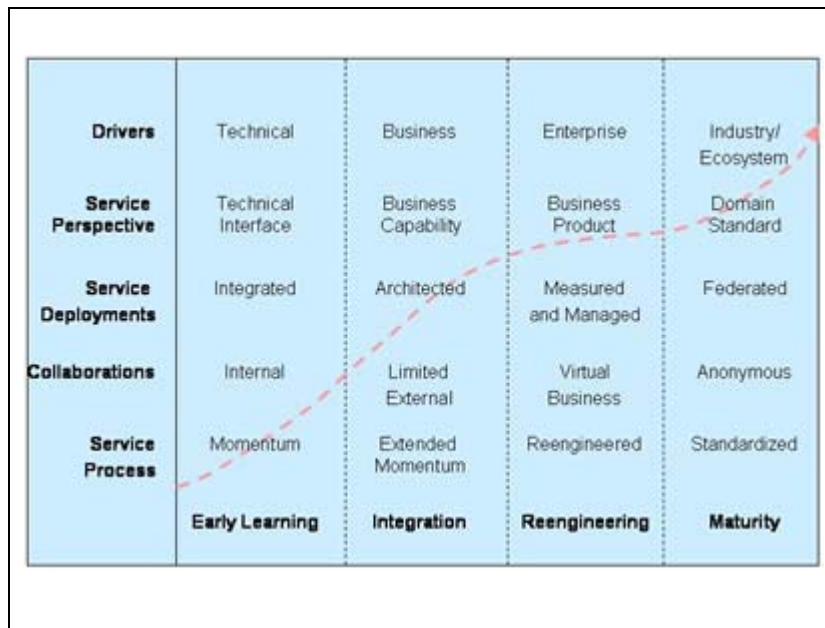 Drivers Technical Business Enterprise Industry/
Ecosystem
Service Technical Business Business Domain
Perspective Interface Capability Product Standard
Service Integrated Architected Measured Federated
Deployments and Managed
Collaborations Internal Limited Virtual Anonymous
External Business
Service Momentum Extended Reengineered Standardized
Process Momentum
Early Learning Integration Reengineering Maturity